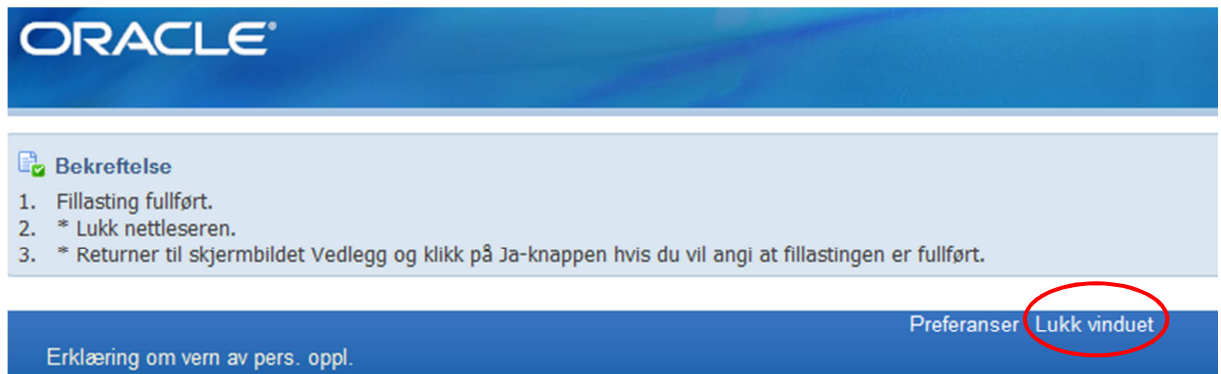 ORACLE®
Bekreftelse
1. Fillasting fullført.
2. * Lukk nettleseren.
3. * Returner til skjermbildet Vedlegg og klikk på Ja-knappen hvis du vil angi at fillastingen er fullført.
Preferanser Lukk vinduet
Erklæring om vern av pers. oppl.